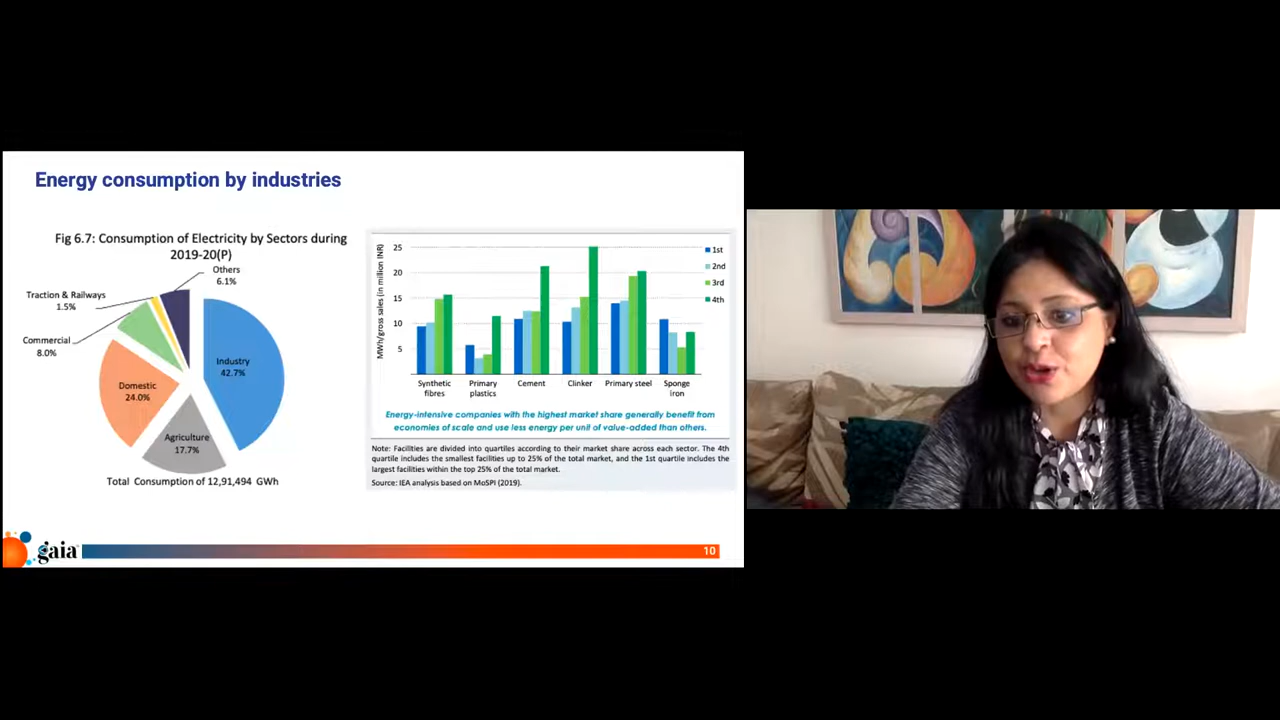 Energy consumption by industries
Fig 6.7: Consumption of Electricity by Sectors during
2019-20(P)
Others
6.1%
Traction & Railways
1.5%
Commercial
8.0%
Domestic
24.0%
Industry
42.7%
Agriculture
17.7%
Total Consumption of 12,91,494 GWh
MWh/gross sales (in million INR)
25
20
15
10
5
1st
2nd
3rd
4th
Synthetic
fibres
Primary
plastics
Cement
Clinker
Primary steel
Sponge
iron
Energy-intensive companies with the highest market share generally benefit from
economies of scale and use less energy per unit of value-added than others.
Note: Facilities are divided into quartiles according to their market share across each sector. The 4th
quartile includes the smallest facilities up to 25% of the total market, and the 1st quartile includes the
largest facilities within the top 25% of the total market.
Source: IEA analysis based on MoSPI (2019).
gaia
10